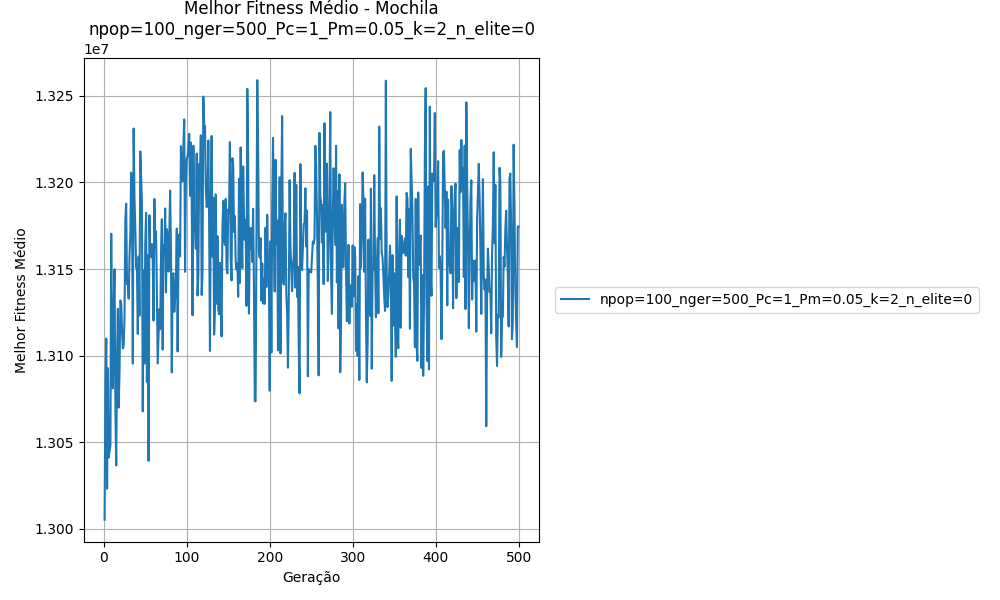 Melhor Fitness Médio - Mochila
npop=100_nger=500_Pc=1_Pm=0.05_k=2_n_elite=0
1e7
1.325
1.320
1.315
1.310
1.305
1.300
Melhor Fitness Médio
0 100 200 300 400 500
Geração
npop=100_nger=500_Pc=1_Pm=0.05_k=2_n_elite=0